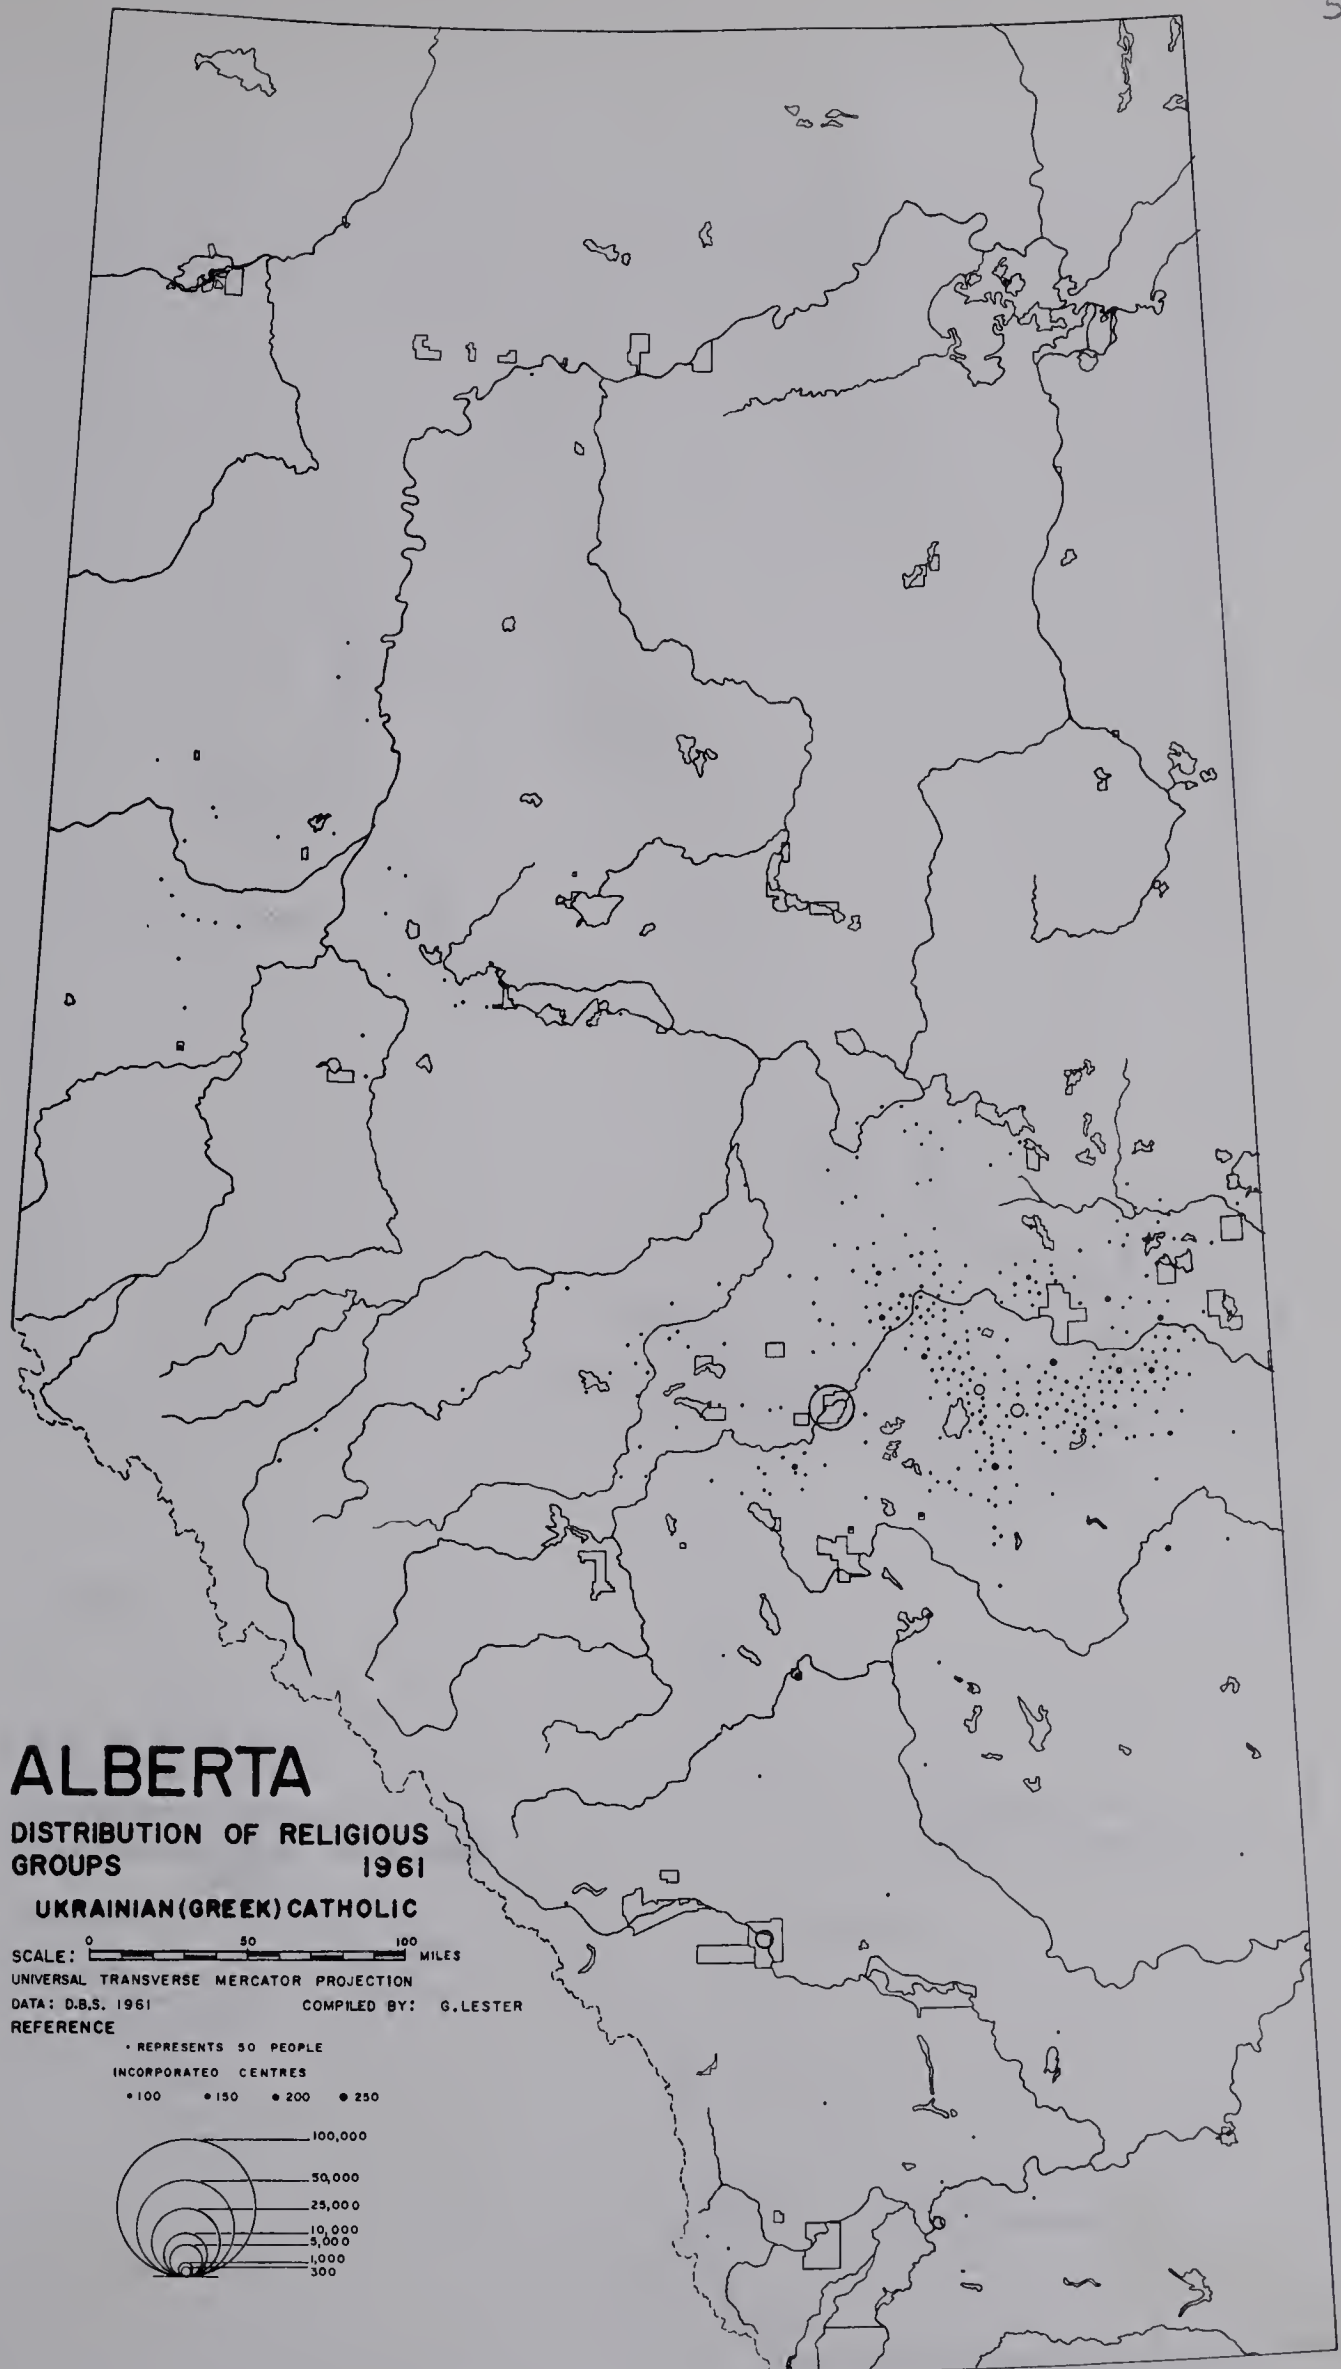 5
ALBERTA
DISTRIBUTION OF RELIGIOUS
GROUPS 1961
UKRAINIAN (GREEK) CATHOLIC
SCALE: 0 50 100 MILES
UNIVERSAL TRANSVERSE MERCATOR PROJECTION
DATA: D.B.S. 1961 COMPILED BY: G. LESTER
REFERENCE
• REPRESENTS 50 PEOPLE
INCORPORATED CENTRES
• 100 • 150 • 200 • 250
100,000
50,000
25,000
10,000
5,000
1,000
300